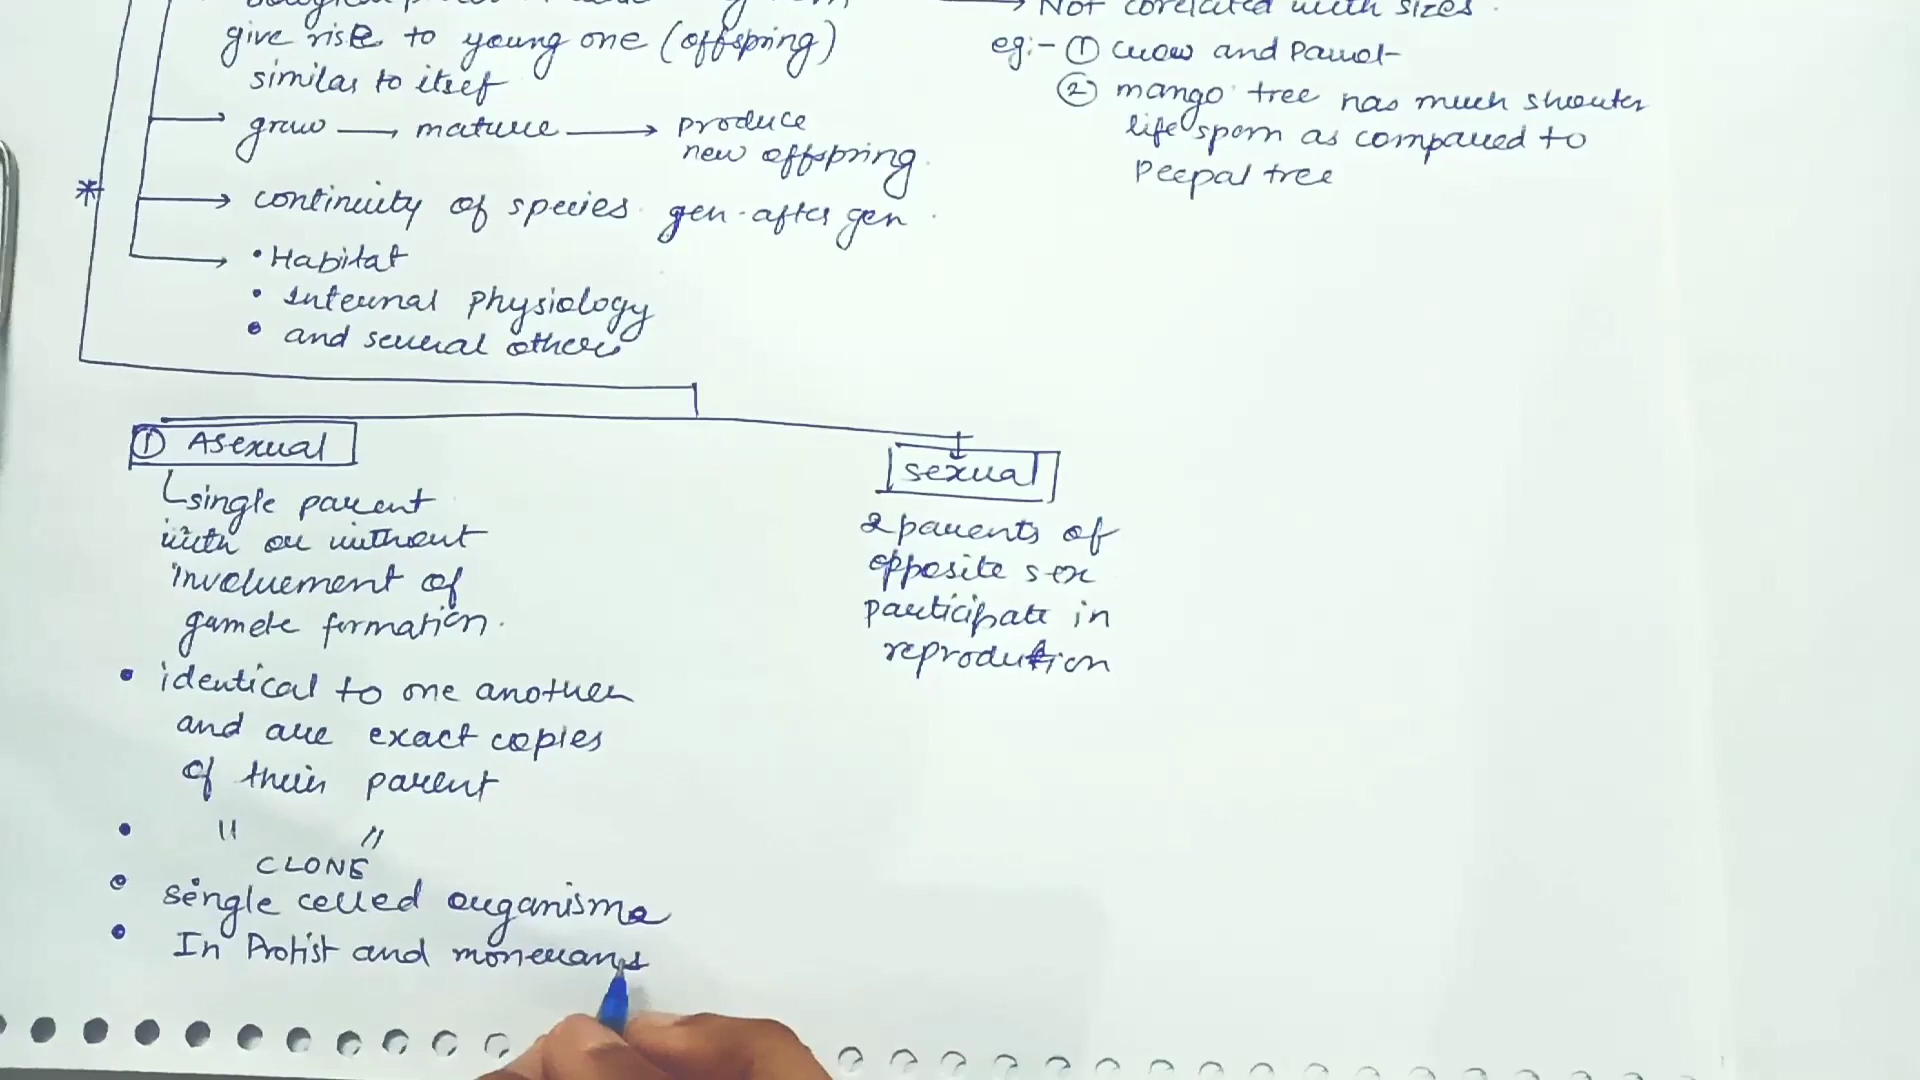 give rise to young one (offspring)
similar to itself
grow → mature → produce
new offspring.
* → continuity of species gen. after gen.
→ • Habitat
• internal physiology
• and several others
Not corelated with sizes.
eg:- ① crow and Parrot
② mango tree has much shorter
life span as compared to
Peepal tree
① Asexual
single parent
with or without
involvement of
gamete formation.
• identical to one another
and are exact copies
of their parent
• " "
CLONE
• single celled organisms
• In Protist and monerans
sexual
2 parents of
opposite sex
participate in
reproduction